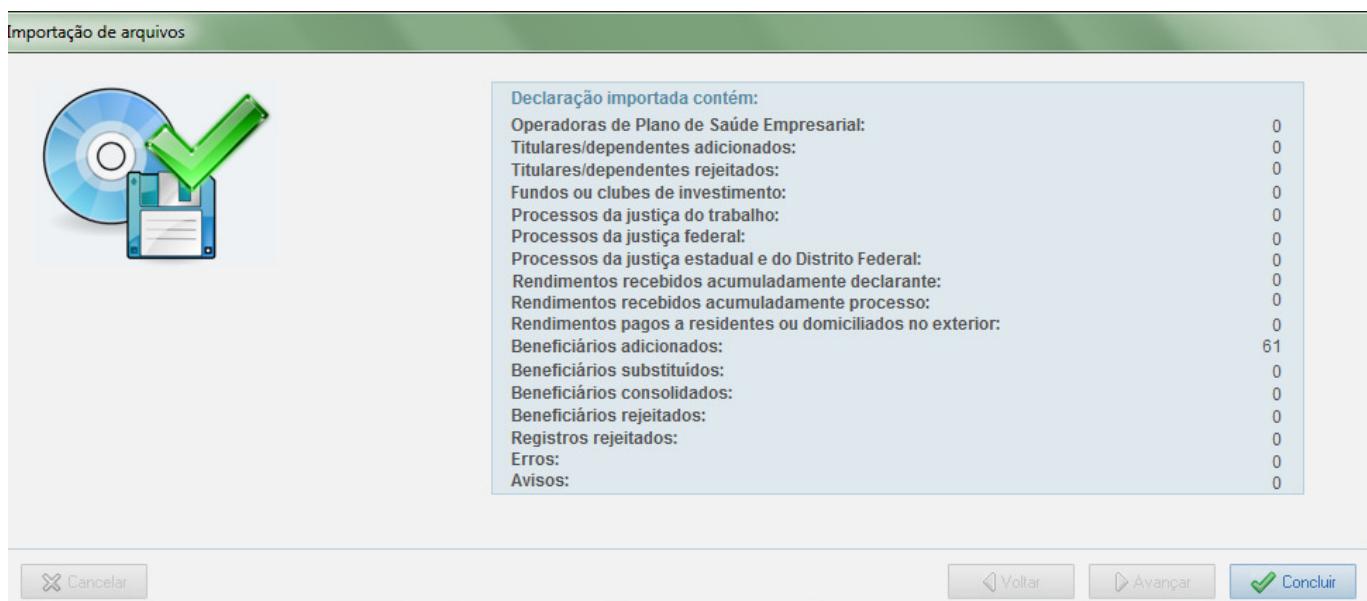 Importação de arquivos
Declaração importada contém:
Operadoras de Plano de Saúde Empresarial: 0
Titulares/dependentes adicionados: 0
Titulares/dependentes rejeitados: 0
Fundos ou clubes de investimento: 0
Processos da justiça do trabalho: 0
Processos da justiça federal: 0
Processos da justiça estadual e do Distrito Federal: 0
Rendimentos recebidos acumuladamente declarante: 0
Rendimentos recebidos acumuladamente processo: 0
Rendimentos pagos a residentes ou domiciliados no exterior: 0
Beneficiários adicionados: 61
Beneficiários substituídos: 0
Beneficiários consolidados: 0
Beneficiários rejeitados: 0
Registros rejeitados: 0
Erros: 0
Avisos: 0
Cancelar Voltar Avançar Concluir